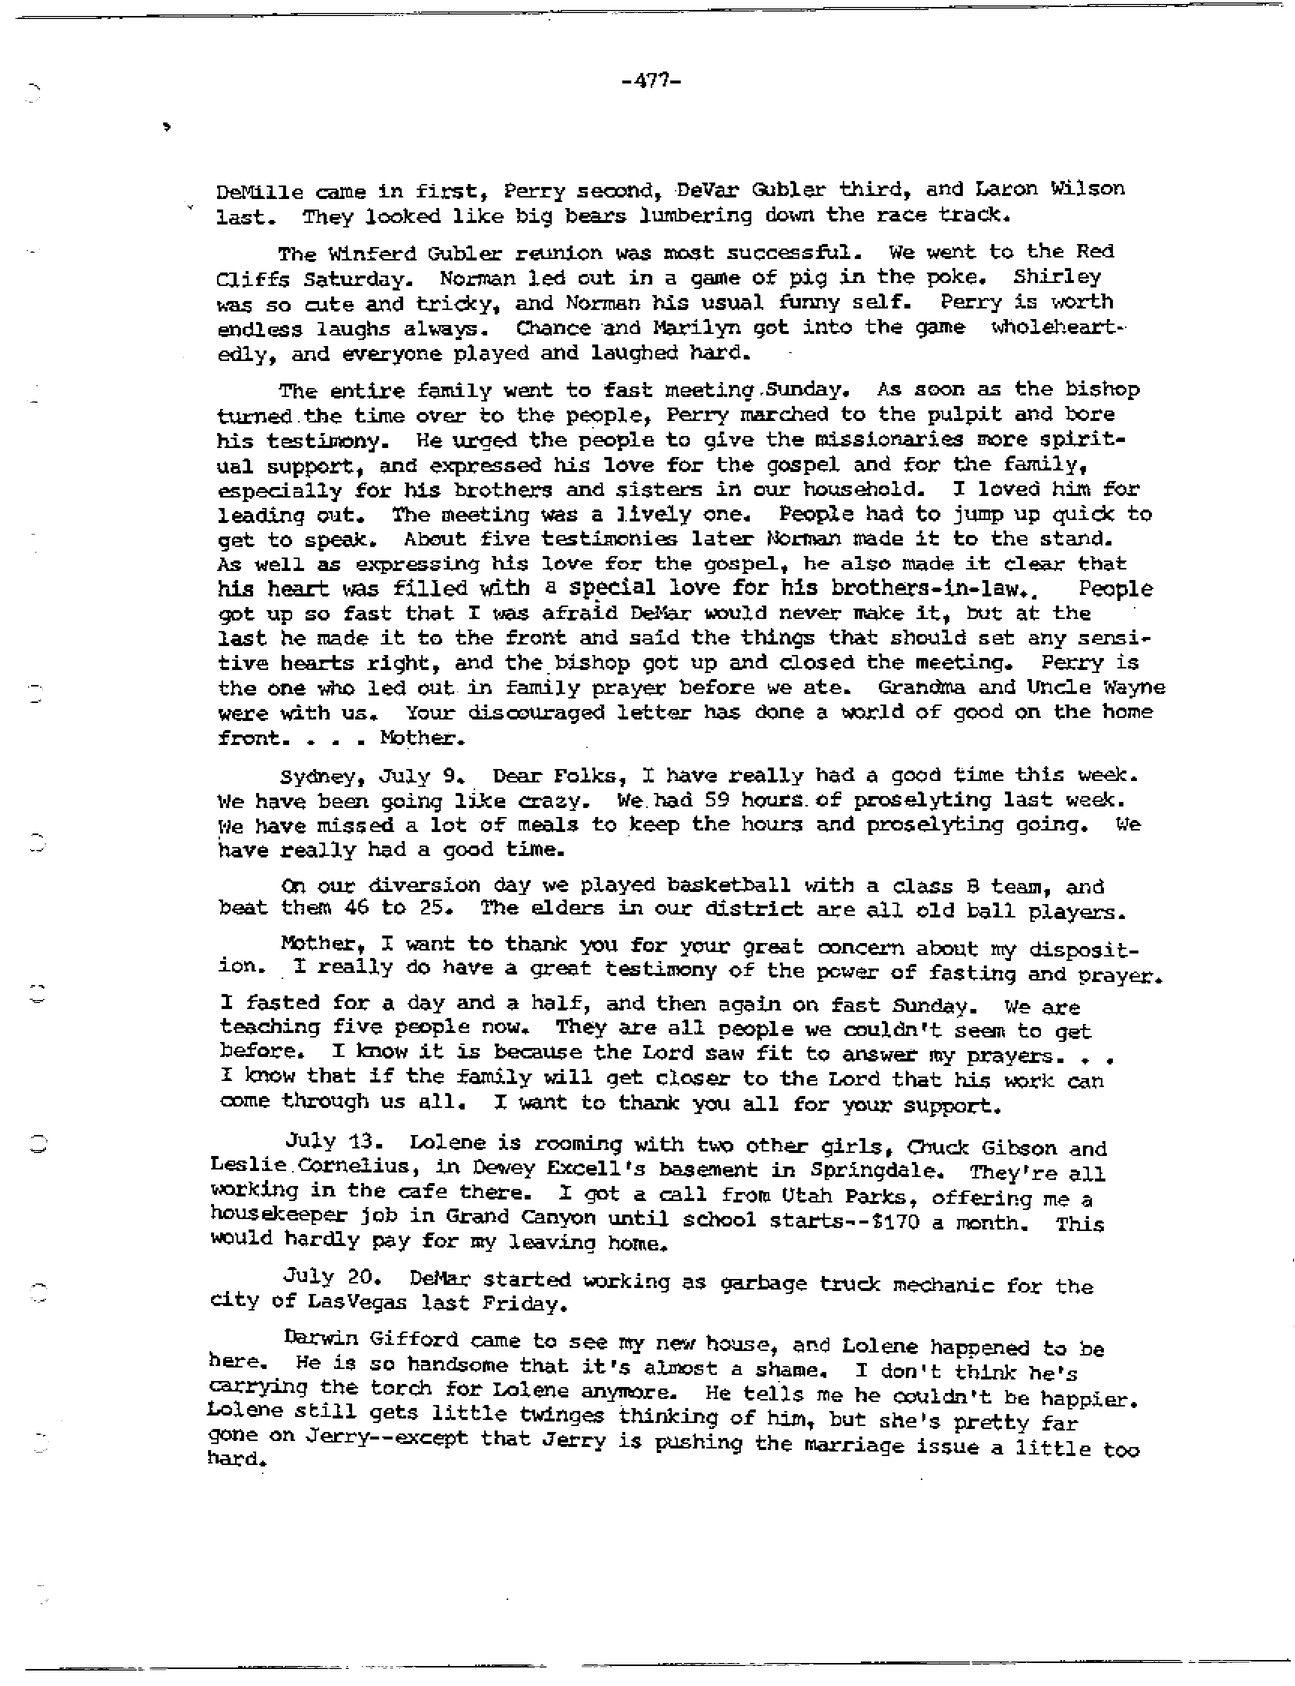 -477-
DeMille came in first, Perry second, DeVar Gubler third, and Laron Wilson
last. They looked like big bears lumbering down the race track.
The Winferd Gubler reunion was most successful. We went to the Red
Cliffs Saturday. Norman led out in a game of pig in the poke. Shirley
was so cute and tricky, and Norman his usual funny self. Perry is worth
endless laughs always. Chance and Marilyn got into the game wholeheart-
edly, and everyone played and laughed hard.
The entire family went to fast meeting Sunday. As soon as the bishop
turned the time over to the people, Perry marched to the pulpit and bore
his testimony. He urged the people to give the missionaries more spirit-
ual support, and expressed his love for the gospel and for the family,
especially for his brothers and sisters in our household. I loved him for
leading out. The meeting was a lively one. People had to jump up quick to
get to speak. About five testimonies later Norman made it to the stand.
As well as expressing his love for the gospel, he also made it clear that
his heart was filled with a special love for his brothers-in-law.. People
got up so fast that I was afraid DeMar would never make it, but at the
last he made it to the front and said the things that should set any sensi-
tive hearts right, and the bishop got up and closed the meeting. Perry is
the one who led out in family prayer before we ate. Grandma and Uncle Wayne
were with us. Your discouraged letter has done a world of good on the home
front. . . . Mother.
Sydney, July 9. Dear Folks, I have really had a good time this week.
We have been going like crazy. We had 59 hours of proselyting last week.
We have missed a lot of meals to keep the hours and proselyting going. We
have really had a good time.
On our diversion day we played basketball with a class B team, and
beat them 46 to 25. The elders in our district are all old ball players.
Mother, I want to thank you for your great concern about my disposit-
ion. I really do have a great testimony of the power of fasting and prayer.
I fasted for a day and a half, and then again on fast Sunday. We are
teaching five people now. They are all people we couldn't seem to get
before. I know it is because the Lord saw fit to answer my prayers. . .
I know that if the family will get closer to the Lord that his work can
come through us all. I want to thank you all for your support.
July 13. Lolene is rooming with two other girls, Chuck Gibson and
Leslie Cornelius, in Dewey Excell's basement in Springdale. They're all
working in the cafe there. I got a call from Utah Parks, offering me a
housekeeper job in Grand Canyon until school starts--$170 a month. This
would hardly pay for my leaving home.
July 20. DeMar started working as garbage truck mechanic for the
city of LasVegas last Friday.
Darwin Gifford came to see my new house, and Lolene happened to be
here. He is so handsome that it's almost a shame. I don't think he's
carrying the torch for Lolene anymore. He tells me he couldn't be happier.
Lolene still gets little twinges thinking of him, but she's pretty far
gone on Jerry--except that Jerry is pushing the marriage issue a little too
hard.